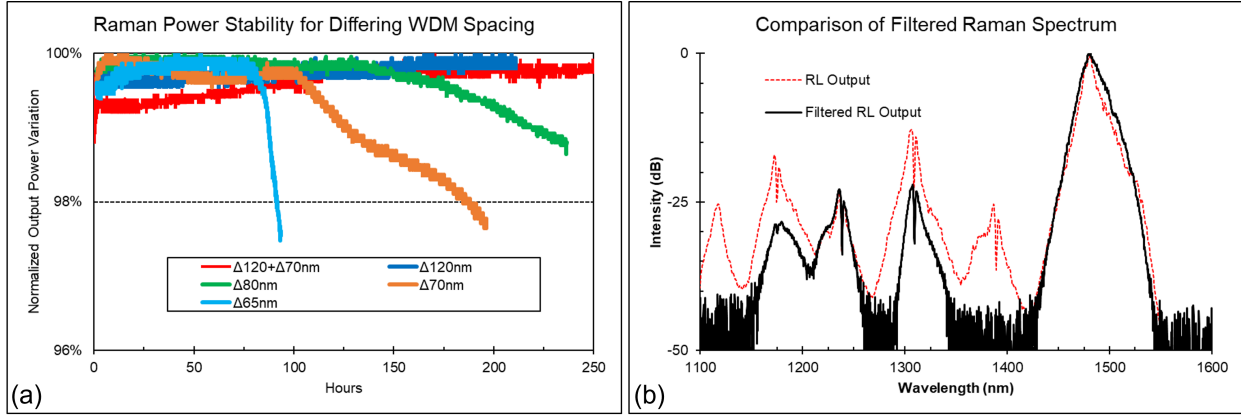 Raman Power Stability for Differing WDM Spacing
100%
99%
98%
96%
Normalized Output Power Variation
Δ120+Δ70nm
Δ120nm
Δ80nm
Δ70nm
Δ65nm
0
50
100
150
200
250
Hours
(a)
Comparison of Filtered Raman Spectrum
0
-25
-50
Intensity (dB)
RL Output
Filtered RL Output
1100
1200
1300
1400
1500
1600
Wavelength (nm)
(b)